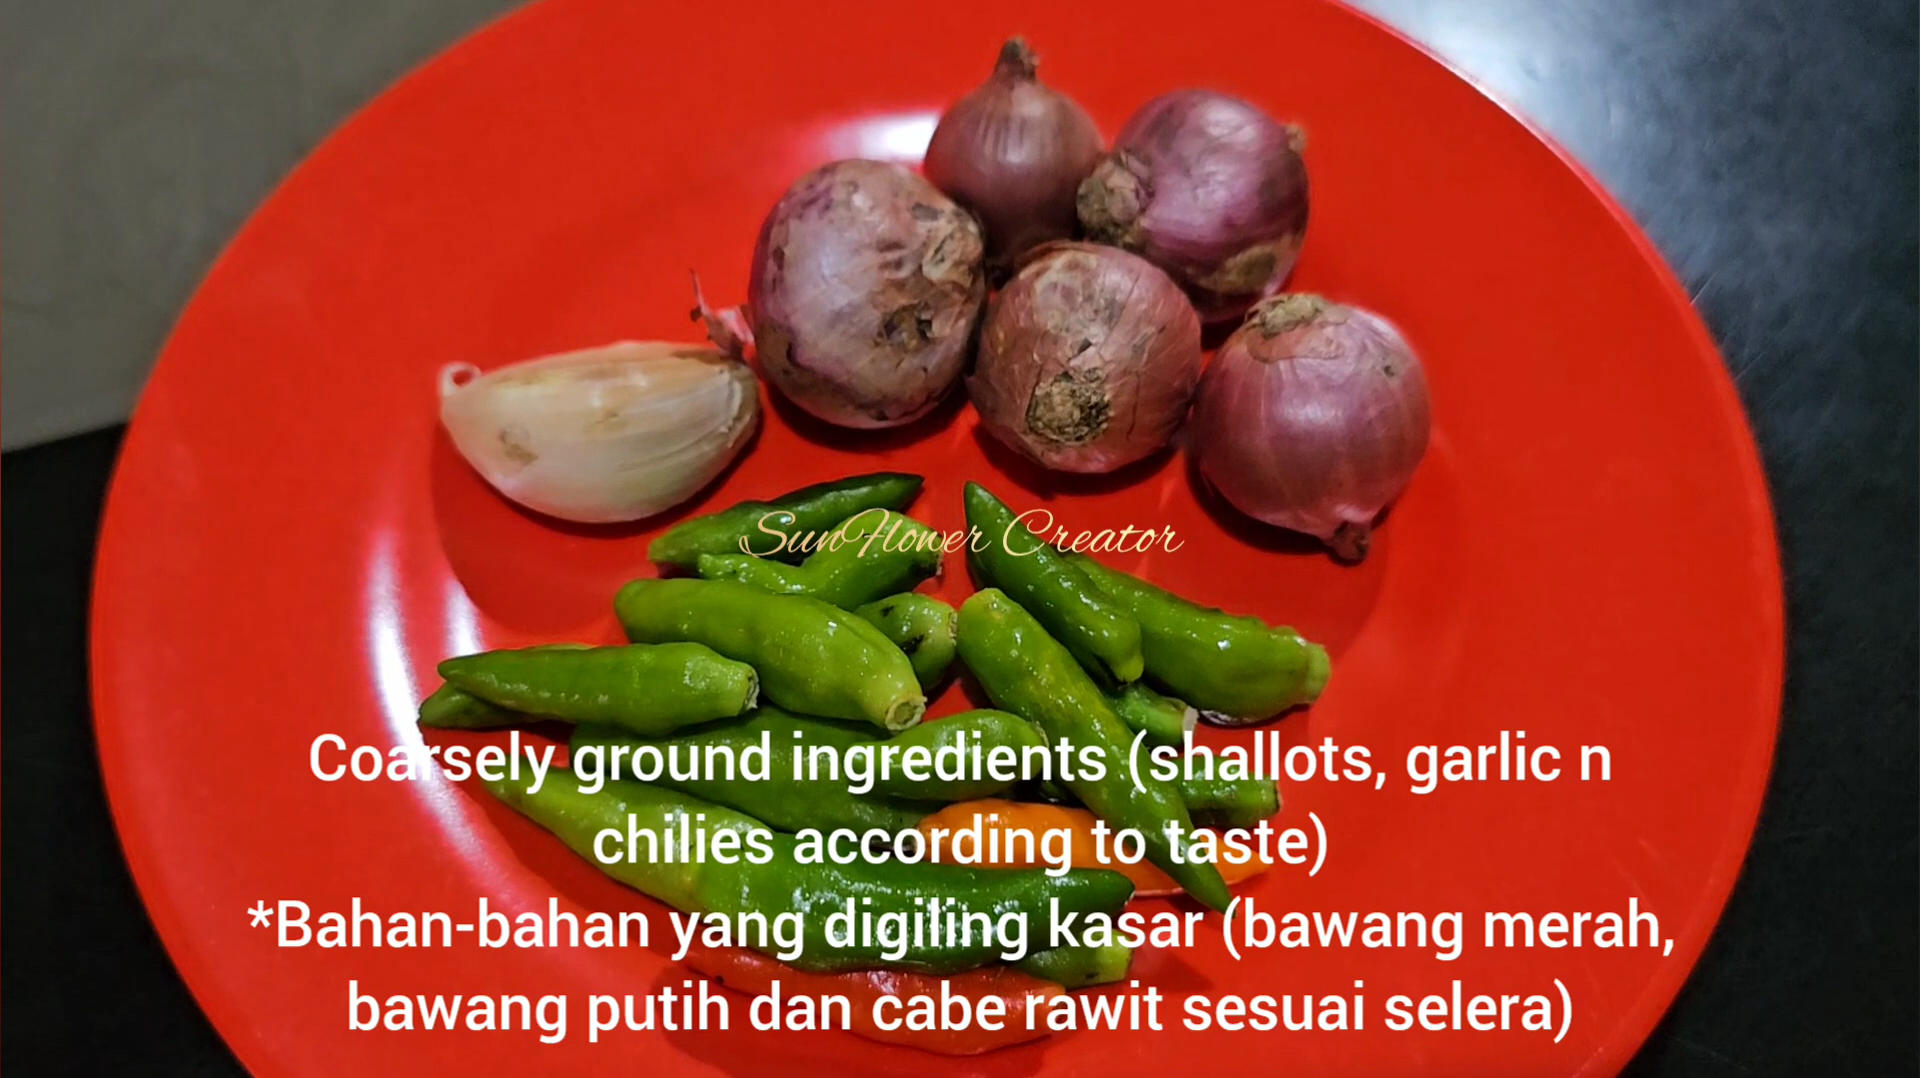 SunFlower Creator
Coarsely ground ingredients (shallots, garlic n
chilies according to taste)
*Bahan-bahan yang digiling kasar (bawang merah,
bawang putih dan cabe rawit sesuai selera)